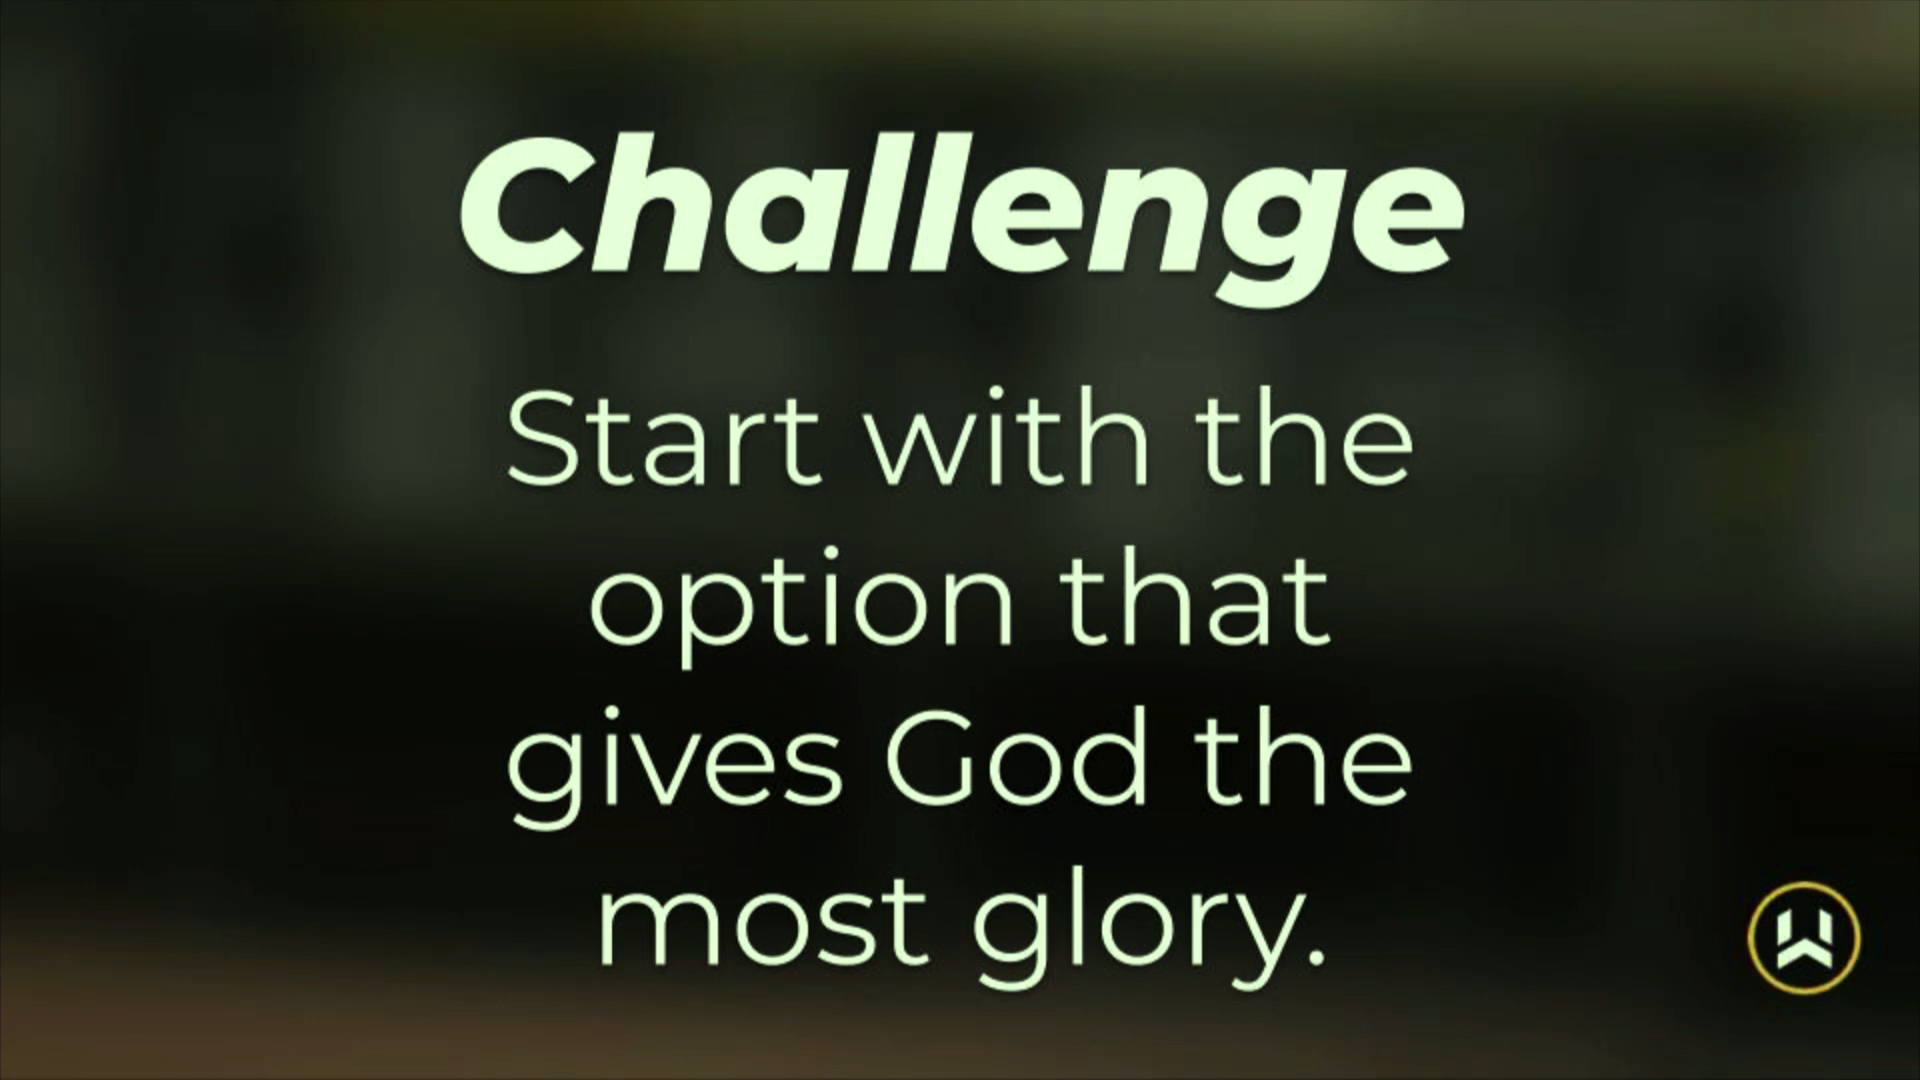 Challenge
Start with the
option that
gives God the
most glory.